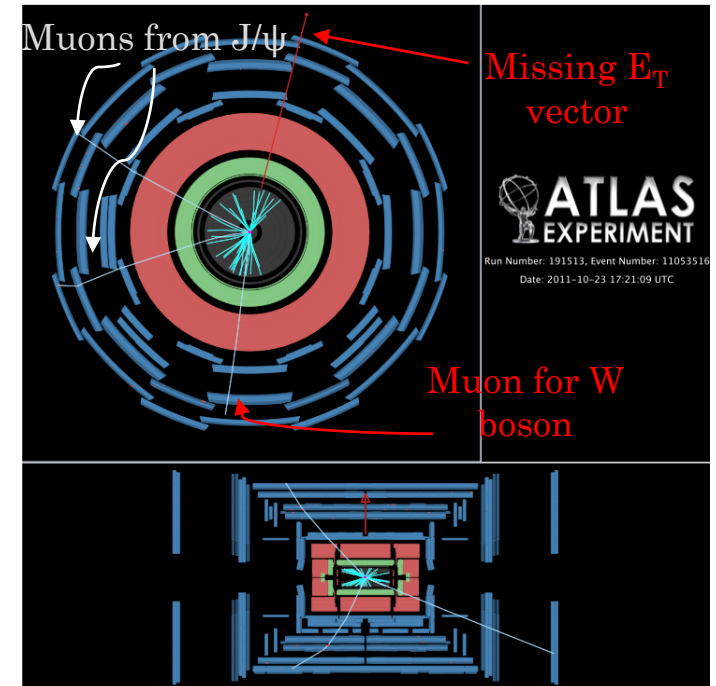 Muons from J/ψ
Missing E_T
vector
ATLAS
EXPERIMENT
Run Number: 191513, Event Number: 11053516
Date: 2011-10-23 17:21:09 UTC
Muon for W
boson